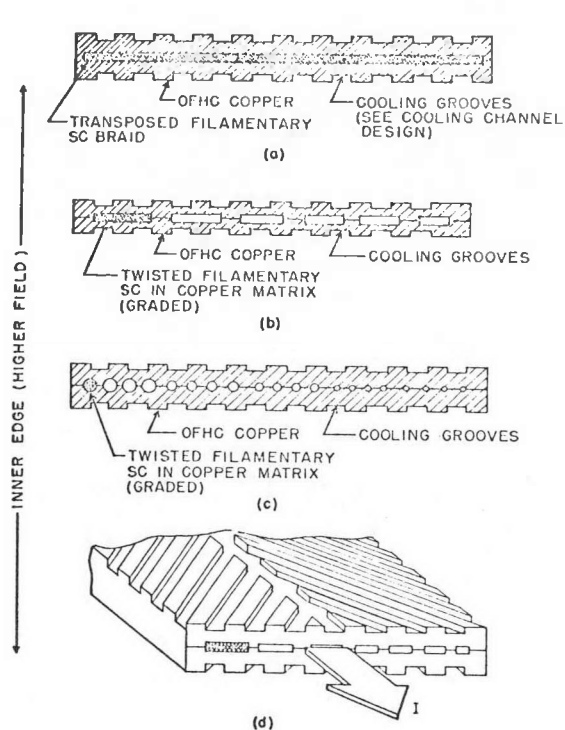 OFHC COPPER
COOLING GROOVES
(SEE COOLING CHANNEL
DESIGN)
TRANSPOSED FILAMENTARY
SC BRAID
(a)
OFHC COPPER
COOLING GROOVES
TWISTED FILAMENTARY
SC IN COPPER MATRIX
(GRADED)
(b)
OFHC COPPER
COOLING GROOVES
TWISTED FILAMENTARY
SC IN COPPER MATRIX
(GRADED)
(c)
INNER EDGE (HIGHER FIELD)
I
(d)